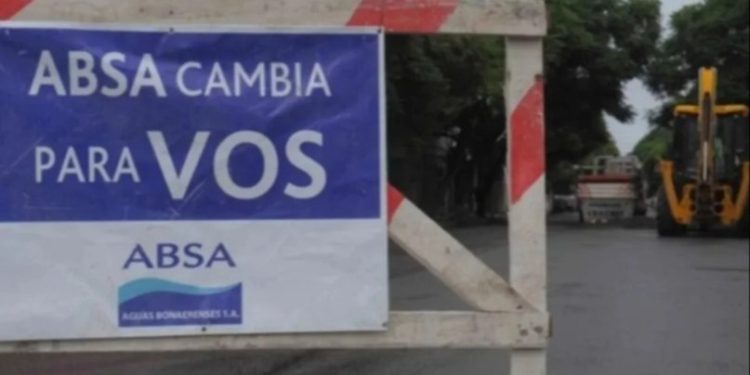 ABSA CAMBIA
PARA VOS
ABSA
AGUAS BONAERENSES S.A.